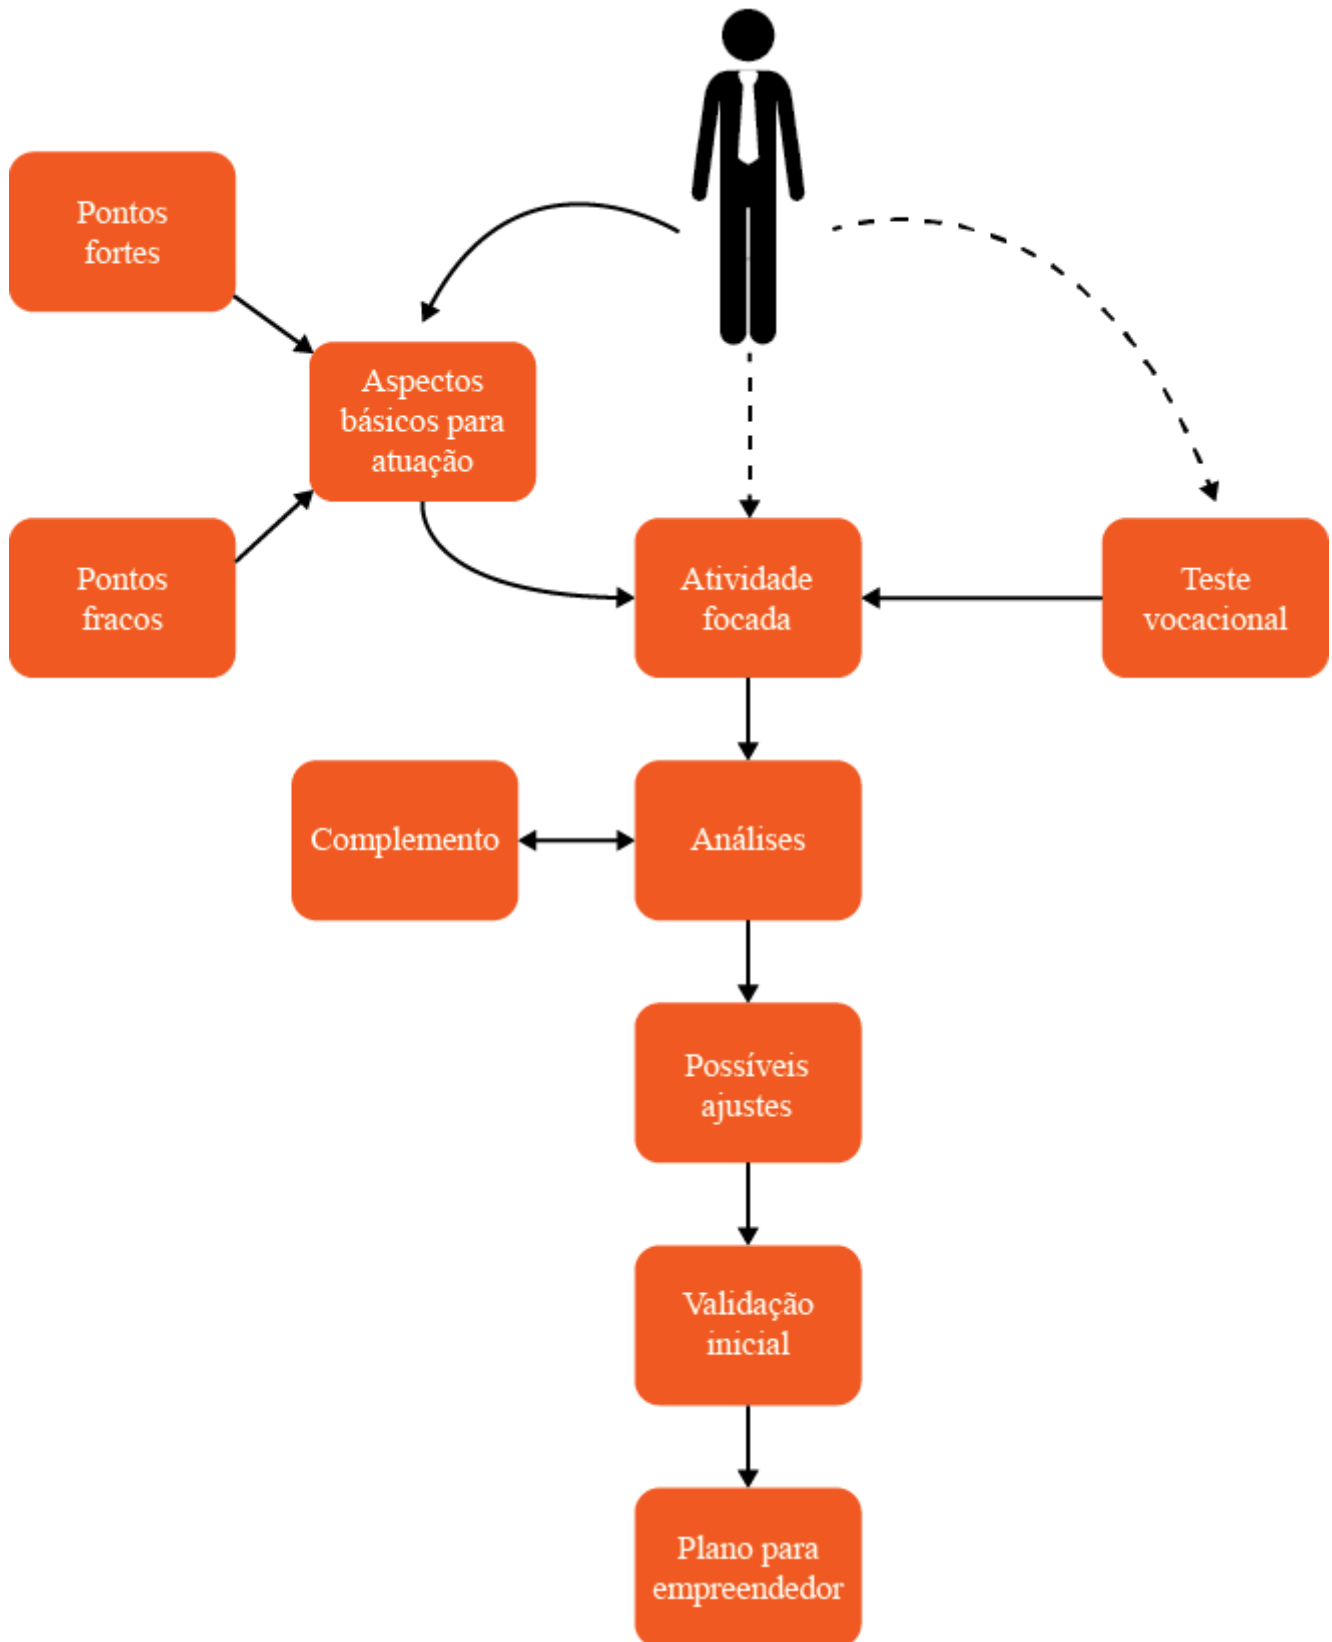 Pontos
fortes
Aspectos
básicos para
atuação
Pontos
fracos
Atividade
focada
Teste
vocacional
Complemento
Análises
Possíveis
ajustes
Validação
inicial
Plano para
empreendedor